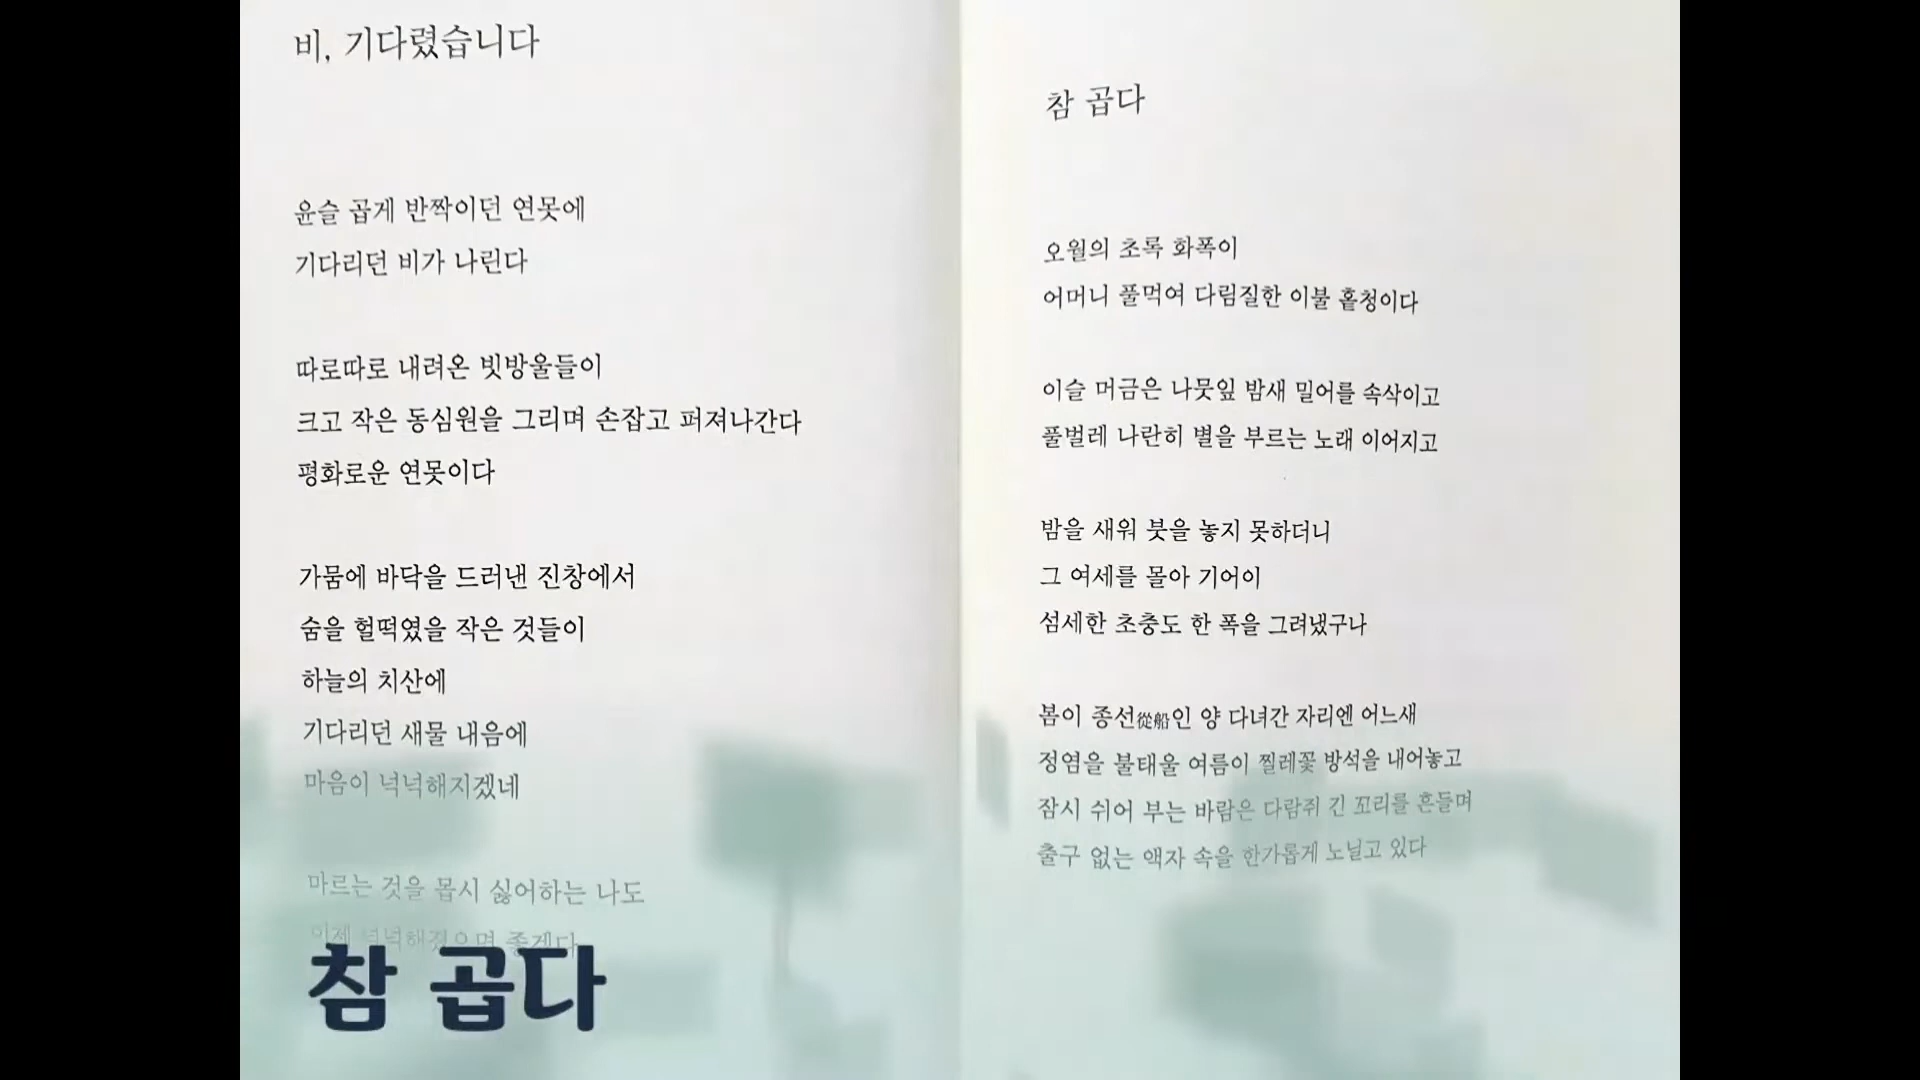 비, 기다렸습니다
윤슬 곱게 반짝이던 연못에
기다리던 비가 나린다
따로따로 내려온 빗방울들이
크고 작은 동심원을 그리며 손잡고 퍼져나간다
평화로운 연못이다
가뭄에 바닥을 드러낸 진창에서
숨을 헐떡였을 작은 것들이
하늘의 치산에
기다리던 새물 내음에
마음이 넉넉해지겠네
마르는 것을 몹시 싫어하는 나도
이제 넉넉해졌으면 좋겠다
참 곱다
오월의 초록 화폭이
어머니 풀먹여 다림질한 이불 홑청이다
이슬 머금은 나뭇잎 밤새 밀어를 속삭이고
풀벌레 나란히 별을 부르는 노래 이어지고
밤을 새워 붓을 놓지 못하더니
그 여세를 몰아 기어이
섬세한 초충도 한 폭을 그려냈구나
봄이 종선從船인 양 다녀간 자리엔 어느새
정염을 불태울 여름이 찔레꽃 방석을 내어놓고
잠시 쉬어 부는 바람은 다람쥐 긴 꼬리를 흔들며
출구 없는 액자 속을 한가롭게 노닐고 있다
참 곱다